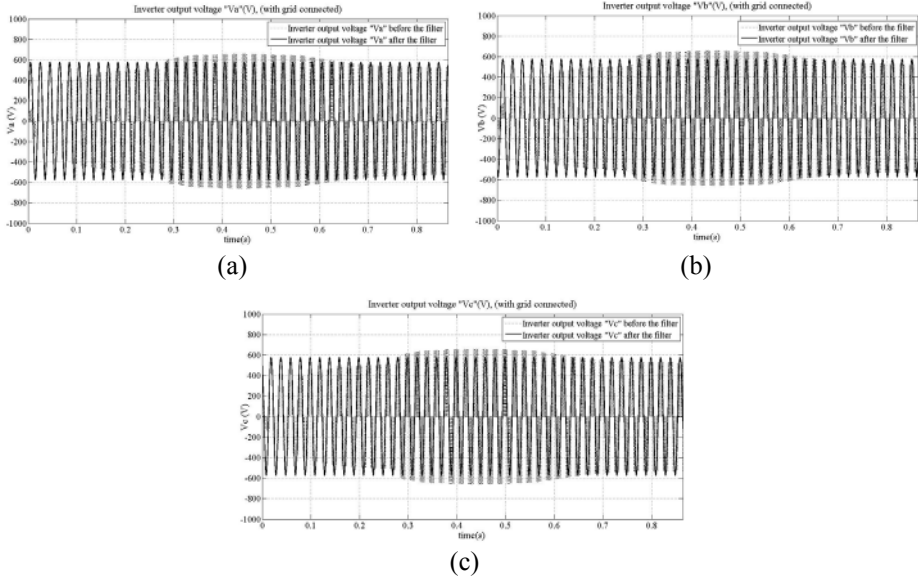 Inverter output voltage "Va"(V), (with grid connected)
Inverter output voltage "Va" before the filter
Inverter output voltage "Va" after the filter
1000
800
600
400
200
0
-200
-400
-600
-800
-1000
Va (V)
0 0.1 0.2 0.3 0.4 0.5 0.6 0.7 0.8
time(s)
(a)
Inverter output voltage "Vb"(V), (with grid connected)
Inverter output voltage "Vb" before the filter
Inverter output voltage "Vb" after the filter
1000
800
600
400
200
0
-200
-400
-600
-800
-1000
Vb (V)
0 0.1 0.2 0.3 0.4 0.5 0.6 0.7 0.8
time(s)
(b)
Inverter output voltage "Vc"(V), (with grid connected)
Inverter output voltage "Vc" before the filter
Inverter output voltage "Vc" after the filter
1000
800
600
400
200
0
-200
-400
-600
-800
-1000
Vc (V)
0 0.1 0.2 0.3 0.4 0.5 0.6 0.7 0.8
time(s)
(c)